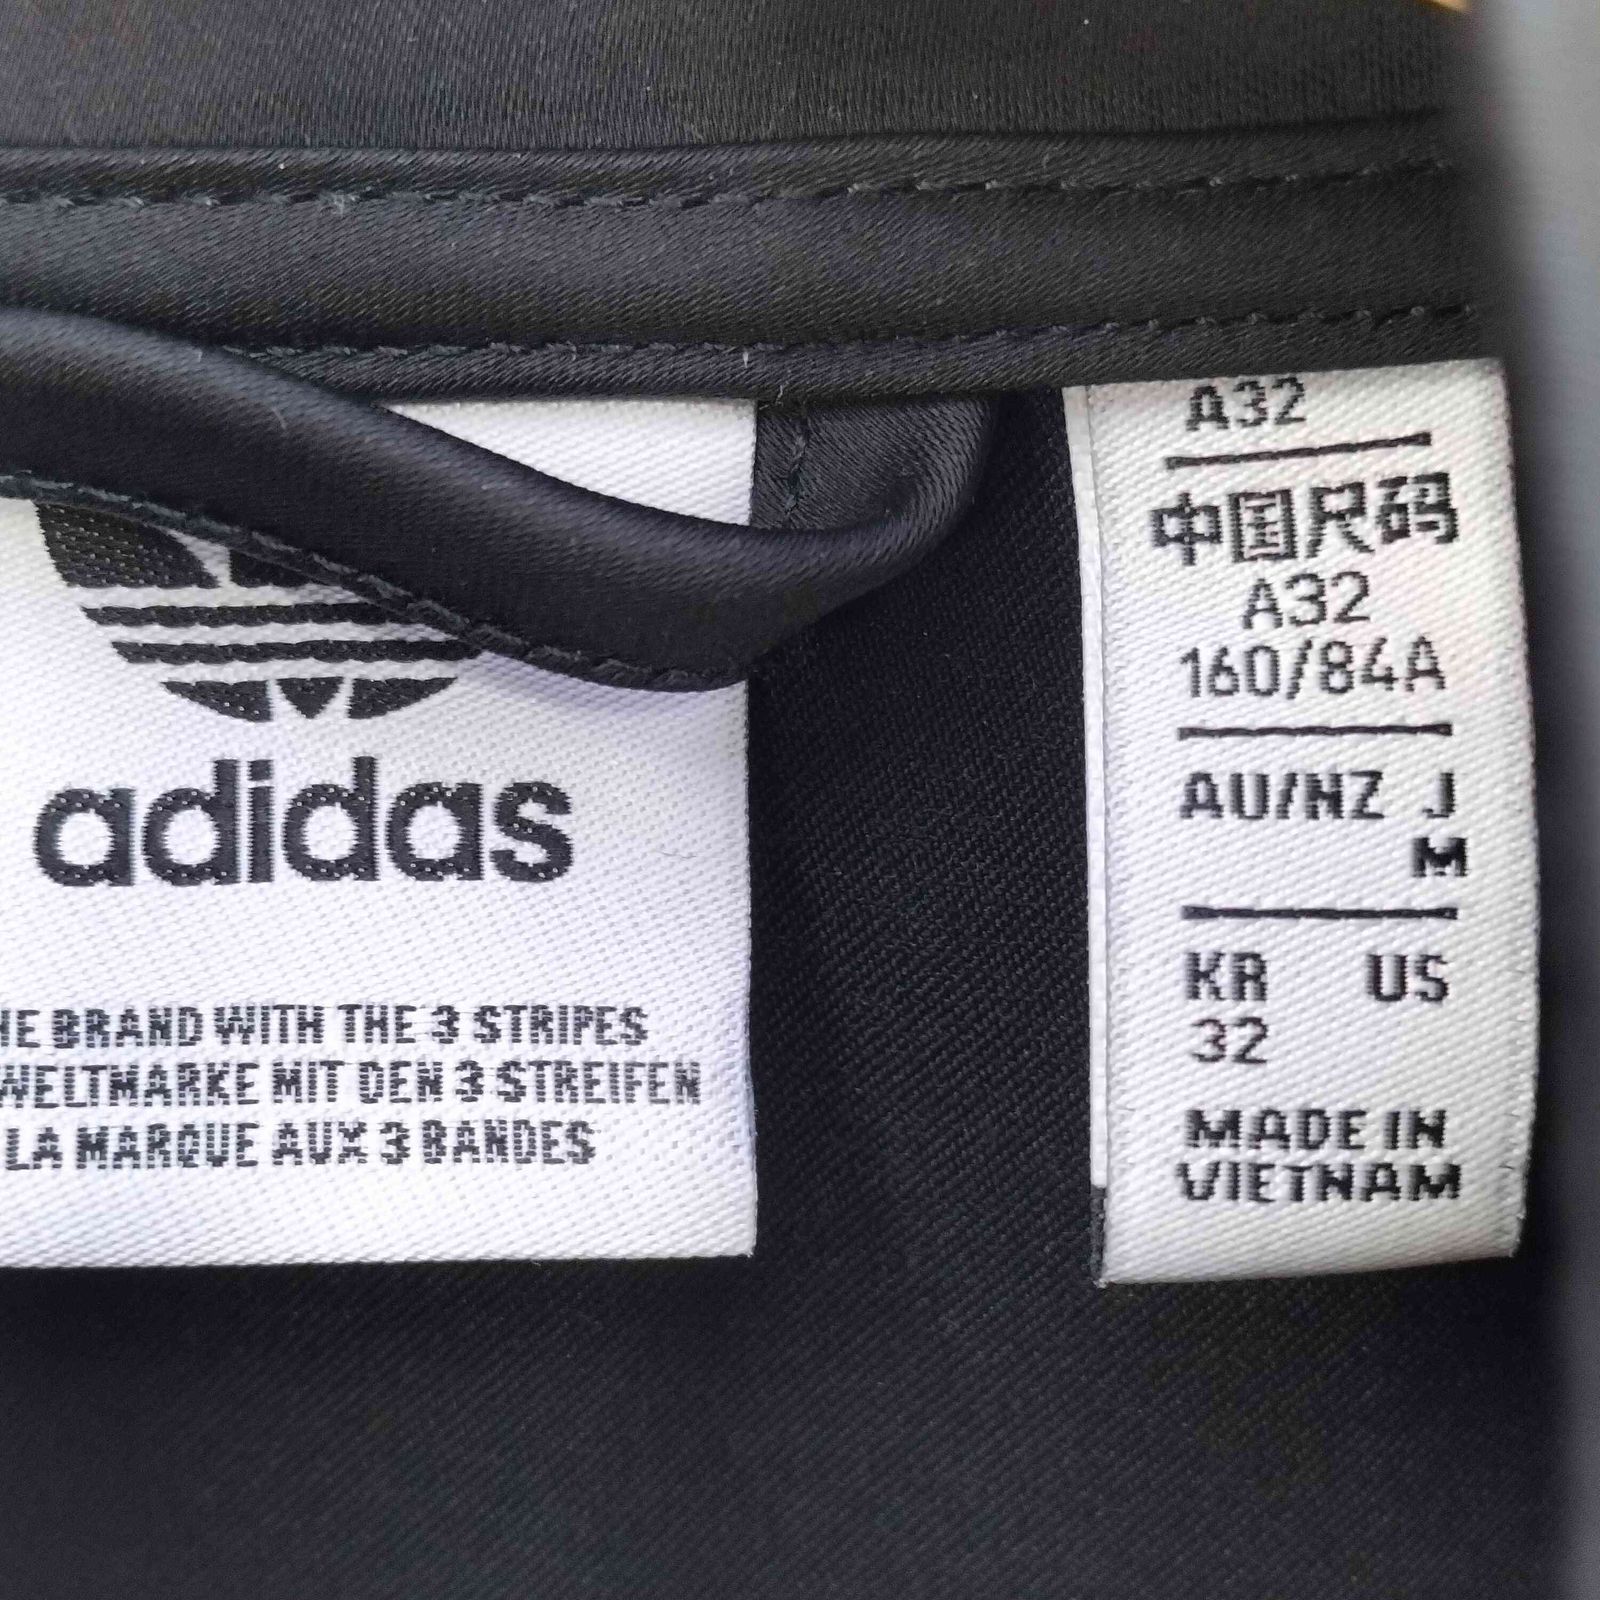 adidas
HE BRAND WITH THE 3 STRIPES
WELTMARKE MIT DEN 3 STREIFEN
LA MARQUE AUX 3 BANDES
A32
中国尺码
A32
160/84A
AU/NZ J
M
KR US
32
MADE IN
VIETNAM